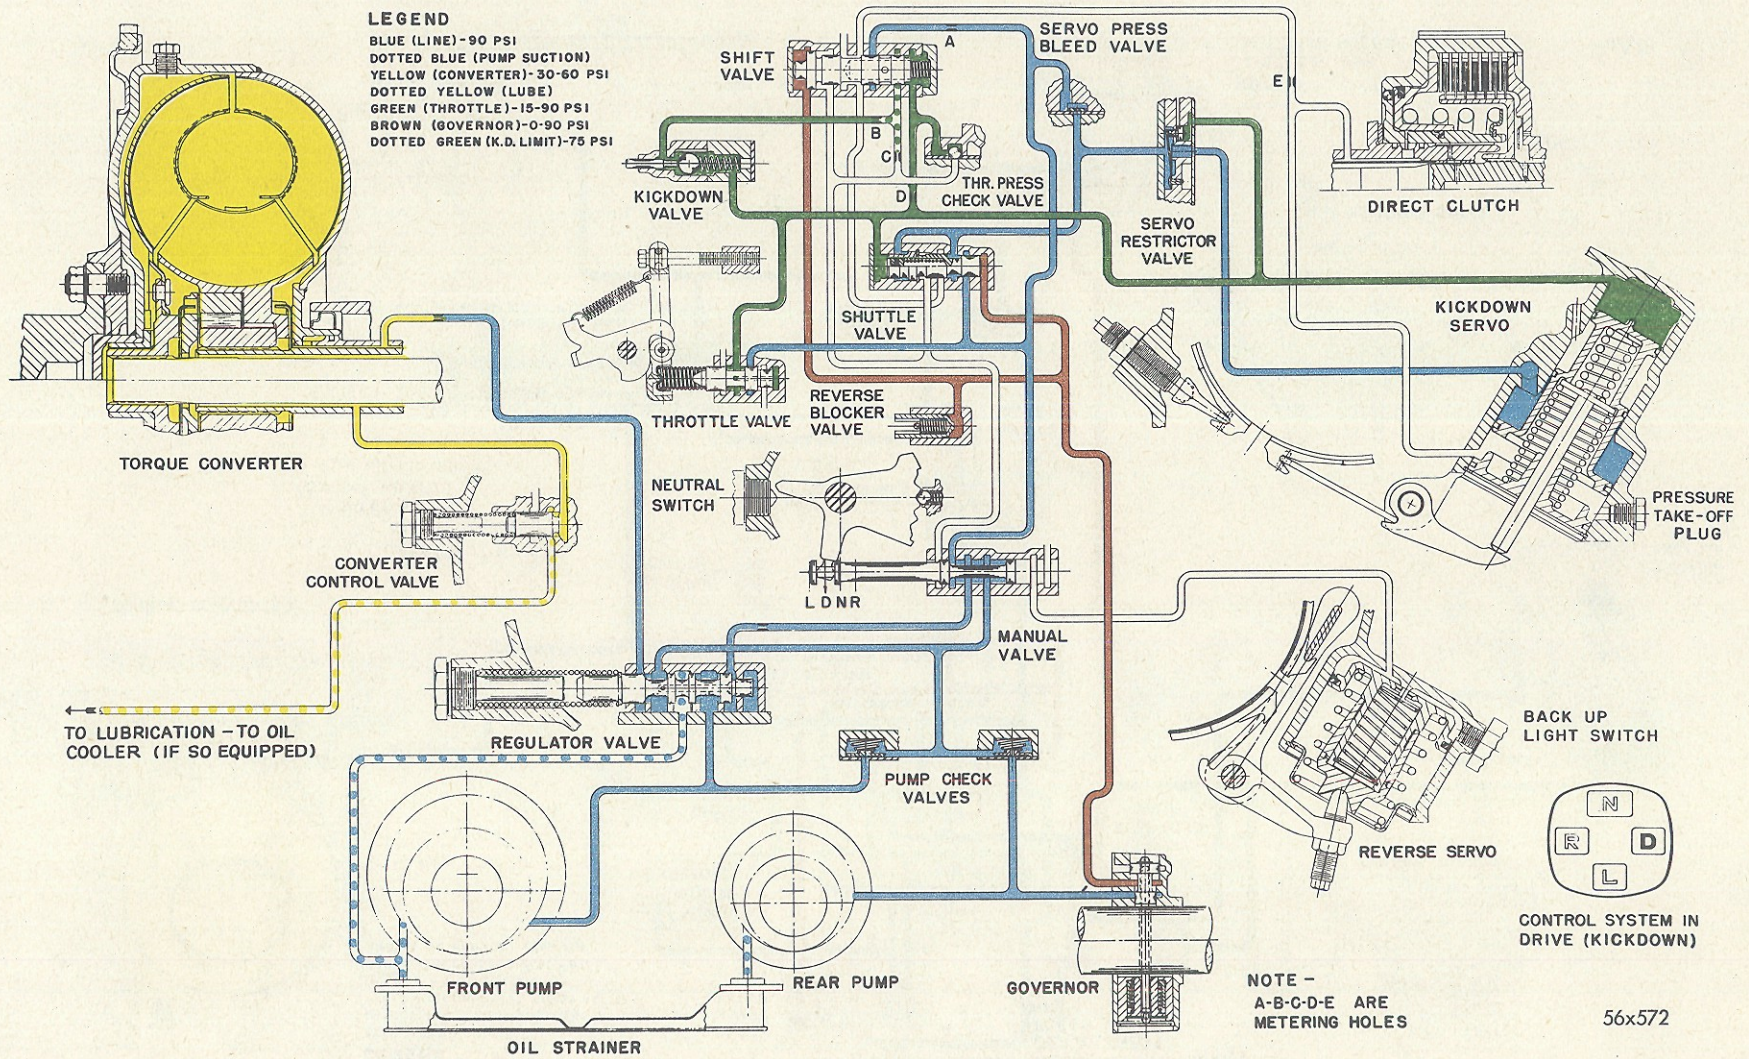 LEGEND
BLUE (LINE)-90 PSI
DOTTED BLUE (PUMP SUCTION)
YELLOW (CONVERTER)-30-60 PSI
DOTTED YELLOW (LUBE)
GREEN (THROTTLE)-15-90 PSI
BROWN (GOVERNOR)-0-90 PSI
DOTTED GREEN (K.D. LIMIT)-75 PSI
SHIFT
VALVE
A
SERVO PRESS
BLEED VALVE
E
B
C
D
KICKDOWN
VALVE
THR. PRESS
CHECK VALVE
SERVO
RESTRICTOR
VALVE
DIRECT CLUTCH
SHUTTLE
VALVE
KICKDOWN
SERVO
THROTTLE VALVE
REVERSE
BLOCKER
VALVE
TORQUE CONVERTER
NEUTRAL
SWITCH
PRESSURE
TAKE-OFF
PLUG
CONVERTER
CONTROL VALVE
L D N R
MANUAL
VALVE
TO LUBRICATION - TO OIL
COOLER (IF SO EQUIPPED)
REGULATOR VALVE
PUMP CHECK
VALVES
BACK UP
LIGHT SWITCH
REVERSE SERVO
N
R
D
L
CONTROL SYSTEM IN
DRIVE (KICKDOWN)
FRONT PUMP
REAR PUMP
GOVERNOR
NOTE -
A-B-C-D-E ARE
METERING HOLES
56x572
OIL STRAINER